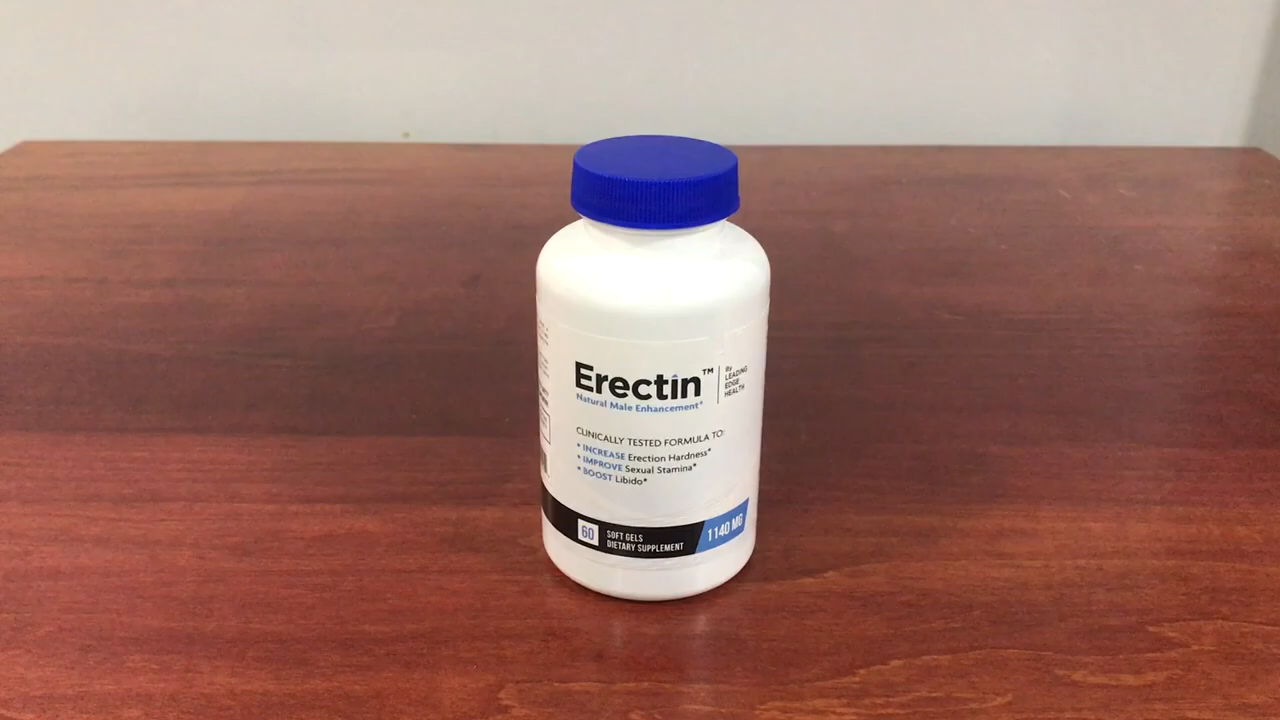 Erectin™
By
LEADING
EDGE
HEALTH
Natural Male Enhancement*
CLINICALLY TESTED FORMULA TO:
• INCREASE Erection Hardness*
• IMPROVE Sexual Stamina*
• BOOST Libido*
60
SOFT GELS
DIETARY SUPPLEMENT
1140 MG